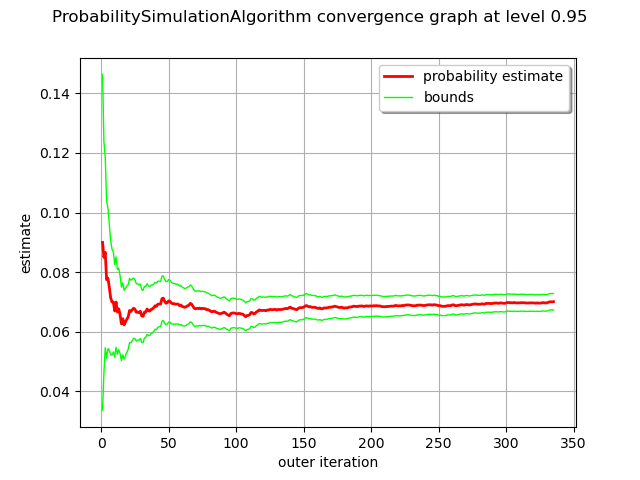 ProbabilitySimulationAlgorithm convergence graph at level 0.95
probability estimate
bounds
0.14
0.12
0.10
0.08
0.06
0.04
estimate
0 50 100 150 200 250 300 350
outer iteration